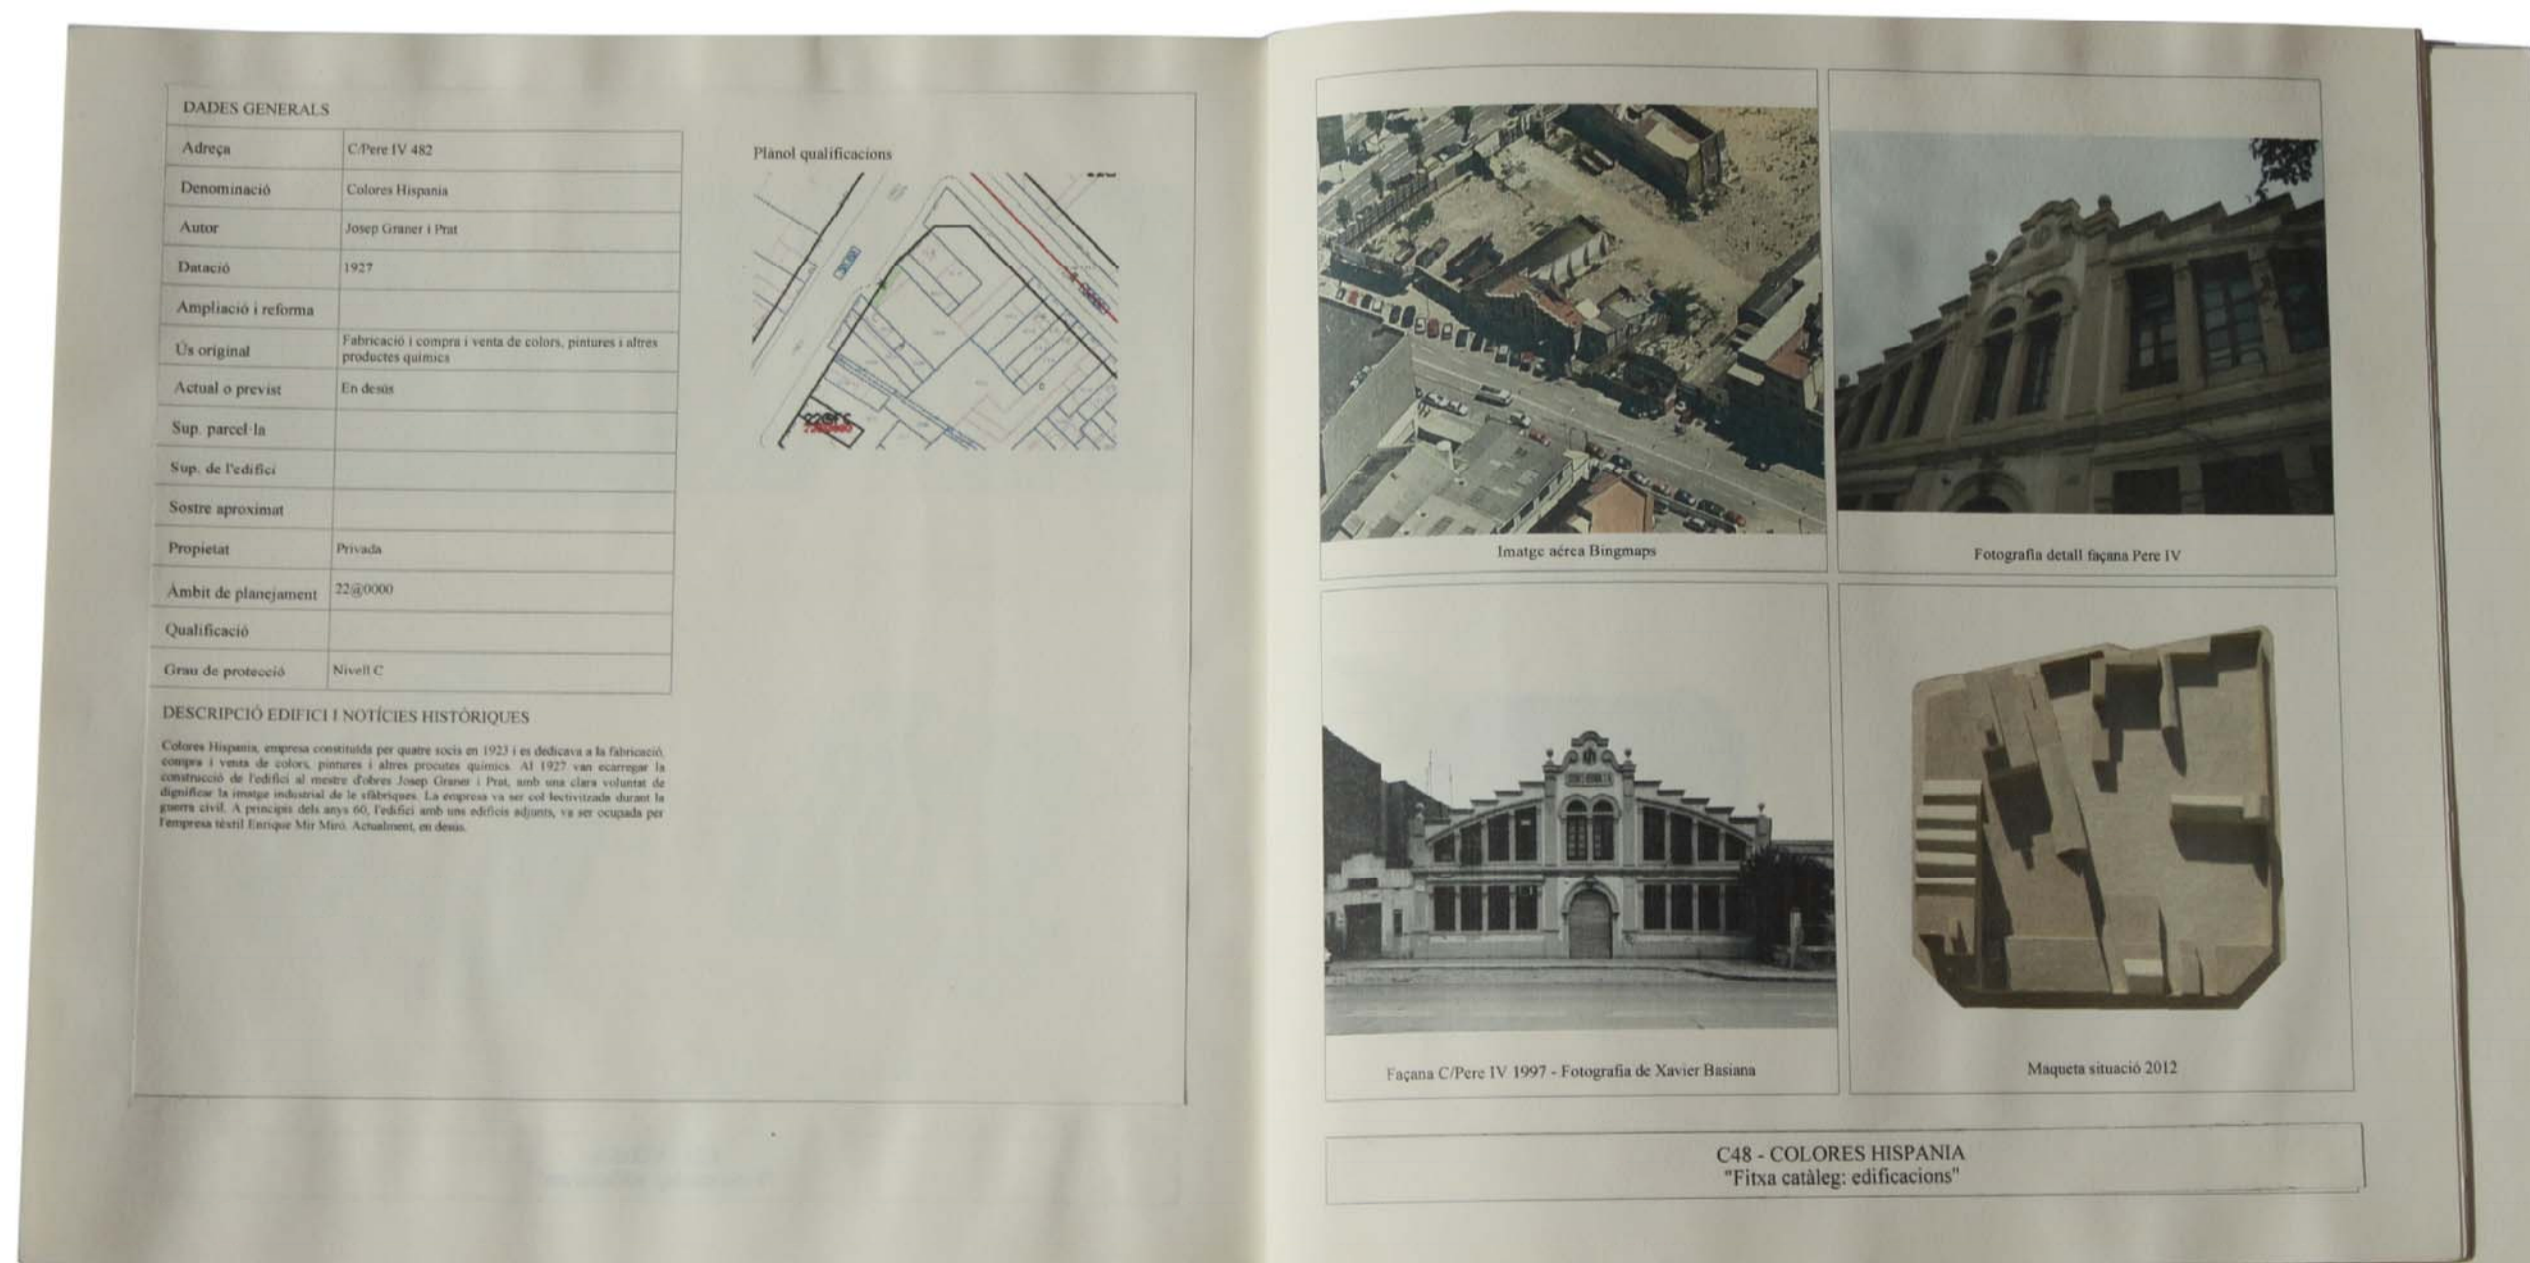 DADES GENERALS
Adreça C/Pere IV 482
Denominació Colores Hispania
Autor Josep Graner i Prat
Datació 1927
Ampliació i reforma
Ús original Fabricació i compra i venta de colors, pintures i altres
productes quimics
Actual o previst En desús
Sup. parcel·la
Sup. de l'edifici
Sostre aproximat
Propietat Privada
Àmbit de planejament 22@0000
Qualificació
Grau de protecció Nivell C
Plànol qualificacions
DESCRIPCIÓ EDIFICI I NOTÍCIES HISTÒRIQUES
Colores Hispania, empresa constituïda per quatre socis en 1923 i es dedicava a la fabricació,
compra i venta de colors, pintures i altres procutes quimics. Al 1927 van ecarregar la
construcció de l'edifici al mestre d'obres Josep Graner i Prat, amb una clara voluntat de
dignificar la imatge industrial de le sfàbriques. La empresa va ser col·lectivitzada durant la
guerra civil. A principis dels anys 60, l'edifici amb uns edificis adjunts, va ser ocupada per
l'empresa tèxtil Enrique Mir Miró. Actualment, en desús.
Imatge aérea Bingmaps
Fotografia detall façana Pere IV
Façana C/Pere IV 1997 - Fotografia de Xavier Basiana
Maqueta situació 2012
C48 - COLORES HISPANIA
"Fitxa catàleg: edificacions"